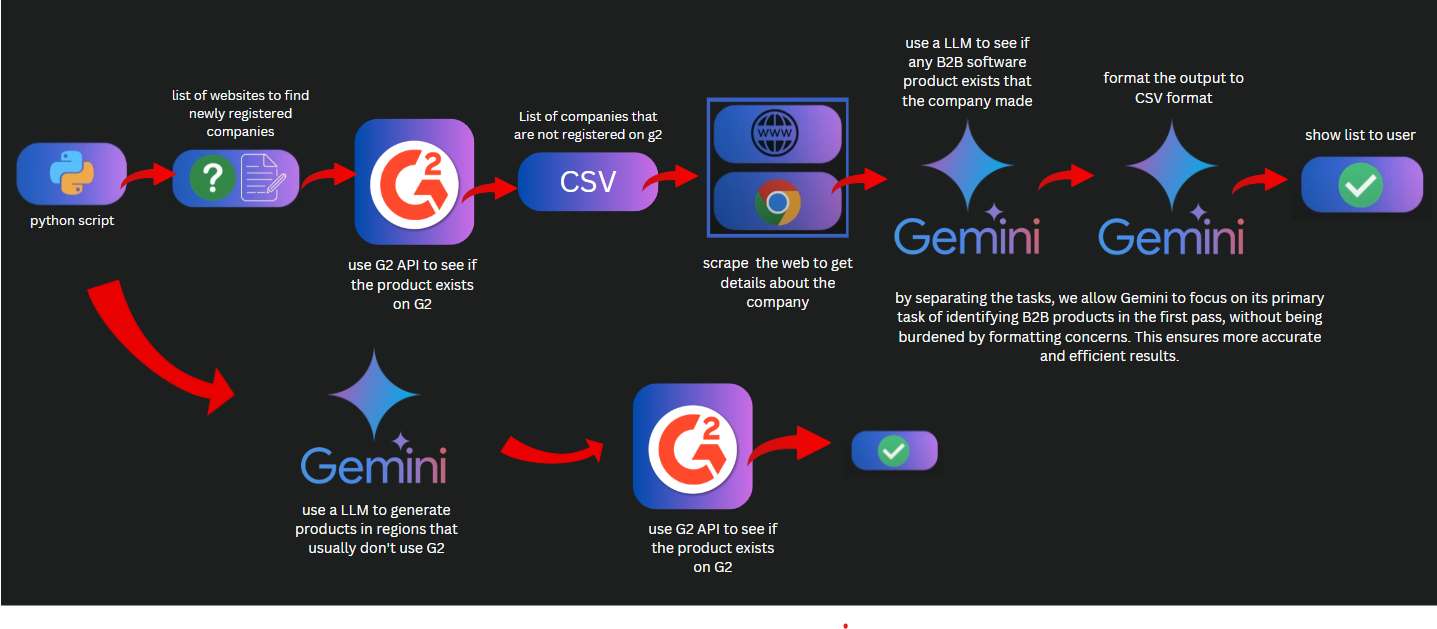 use a LLM to see if
any B2B software
product exists that
the company made
format the output to
CSV format
list of websites to find
newly registered
companies
List of companies that
are not registered on g2
show list to user
python script
?
G2
CSV
WWW
Gemini
Gemini
use G2 API to see if
the product exists
on G2
scrape the web to get
details about the
company
by separating the tasks, we allow Gemini to focus on its primary
task of identifying B2B products in the first pass, without being
burdened by formatting concerns. This ensures more accurate
and efficient results.
Gemini
use a LLM to generate
products in regions that
usually don't use G2
G2
use G2 API to see if
the product exists
on G2